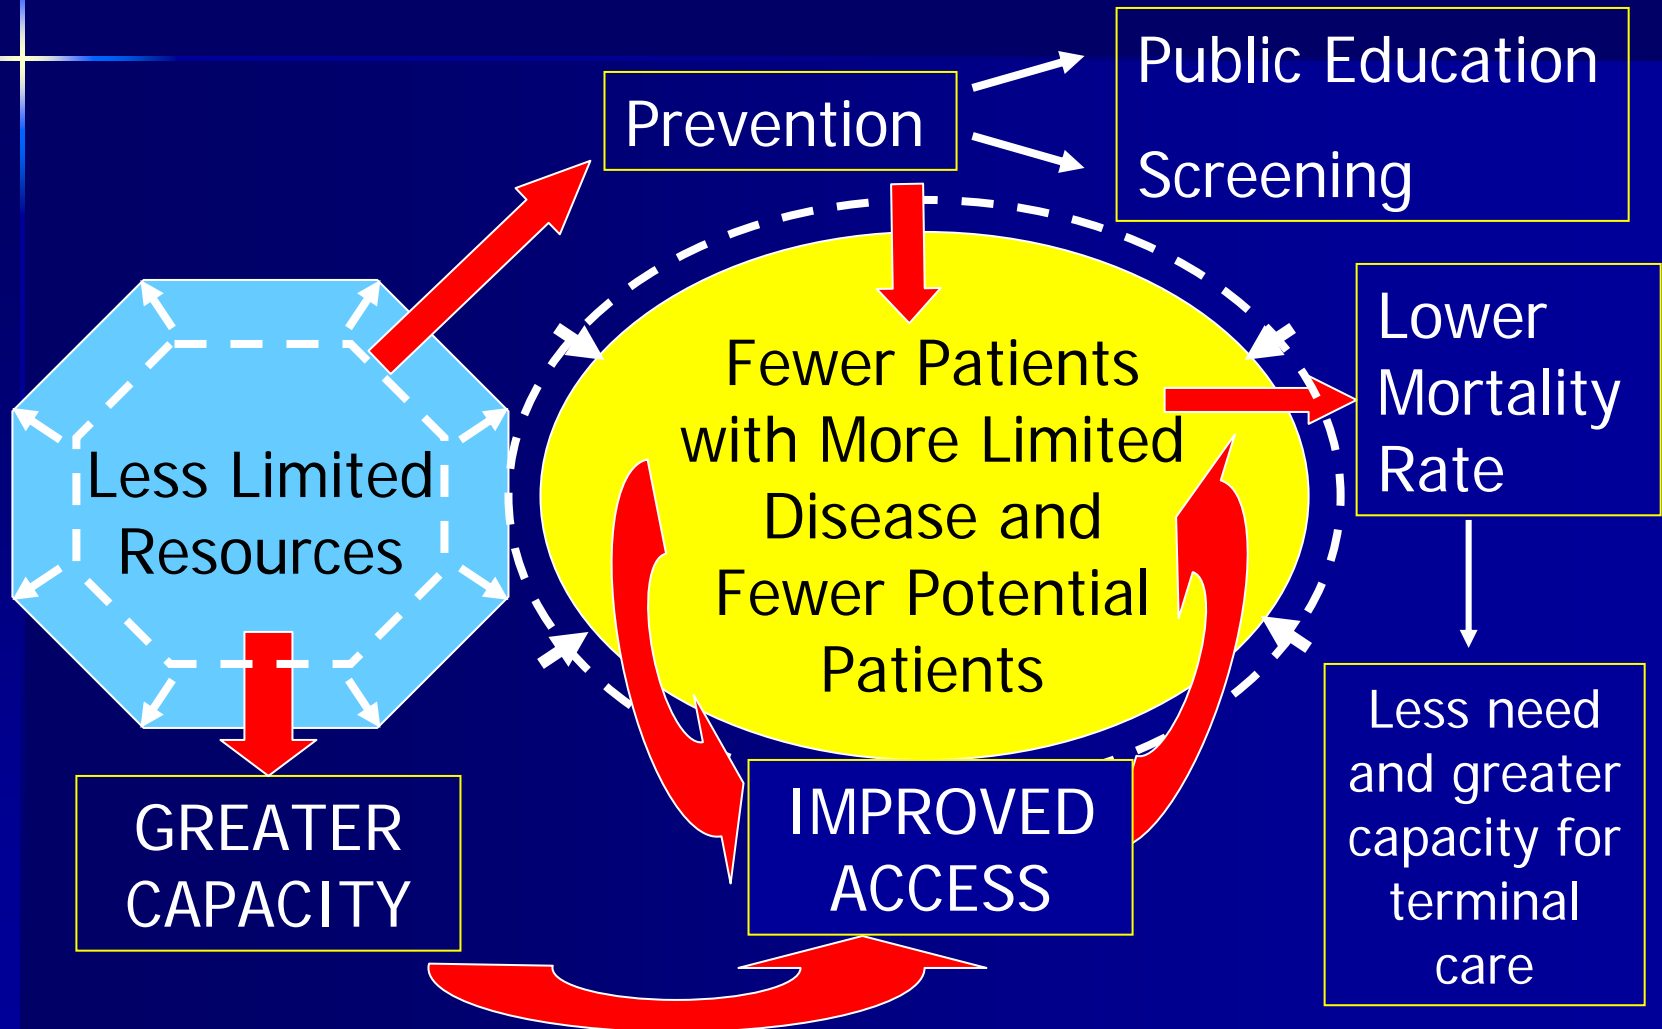 Prevention
Public Education
Screening
Less Limited
Resources
Fewer Patients
with More Limited
Disease and
Fewer Potential
Patients
Lower
Mortality
Rate
GREATER
CAPACITY
IMPROVED
ACCESS
Less need
and greater
capacity for
terminal
care